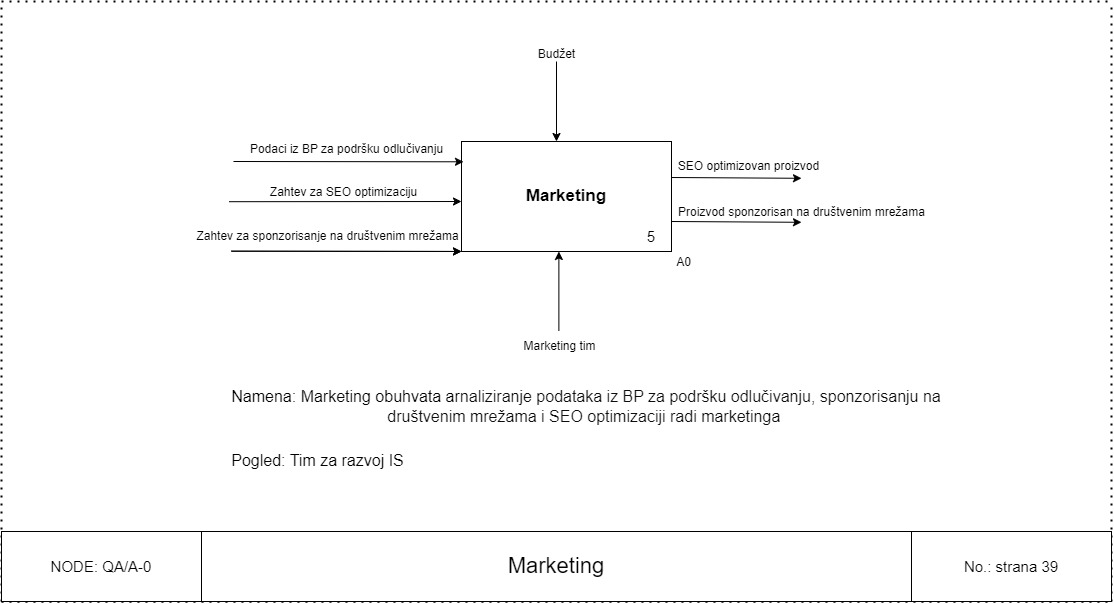 Budžet
Podaci iz BP za podršku odlučivanju
Zahtev za SEO optimizaciju
Zahtev za sponzorisanje na društvenim mrežama
Marketing
5
SEO optimizovan proizvod
Proizvod sponzorisan na društvenim mrežama
A0
Marketing tim
Namena: Marketing obuhvata arnaliziranje podataka iz BP za podršku odlučivanju, sponzorisanju na
društvenim mrežama i SEO optimizaciji radi marketinga
Pogled: Tim za razvoj IS
NODE: QA/A-0
Marketing
No.: strana 39